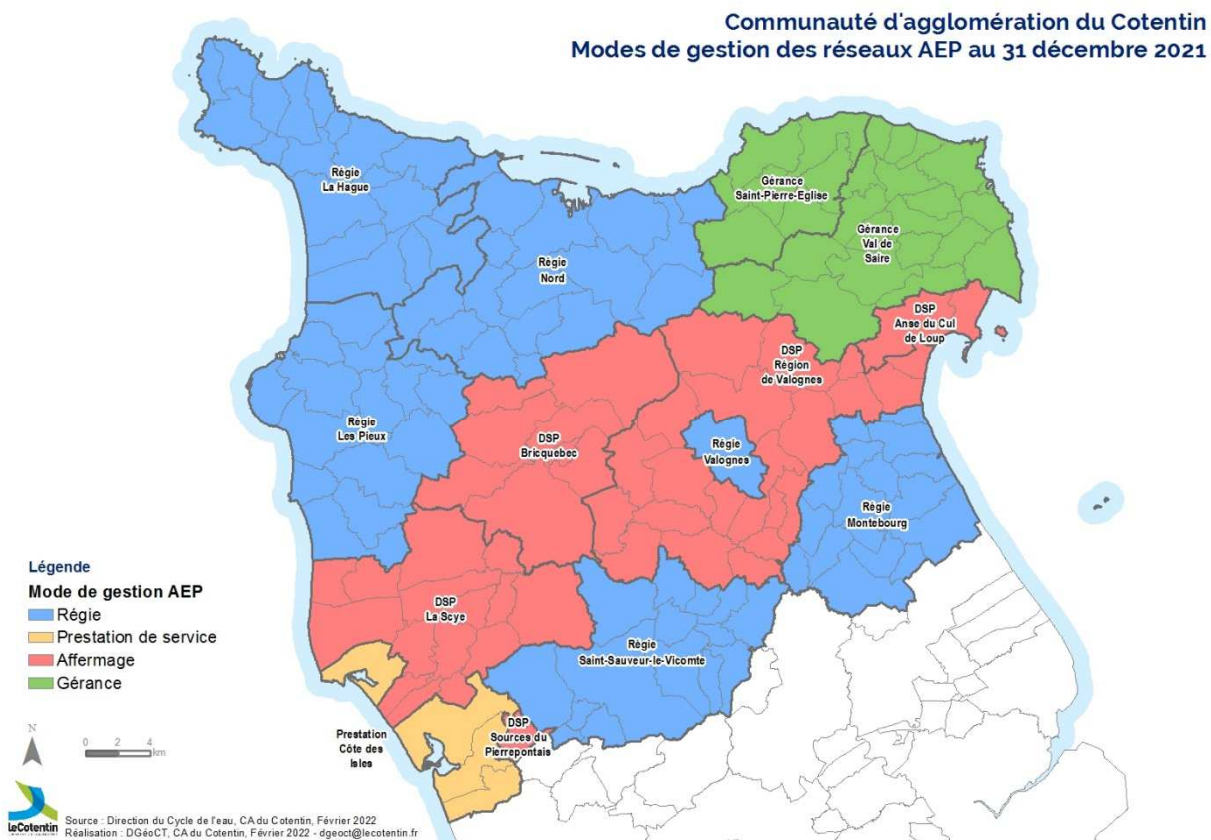 Communauté d'agglomération du Cotentin
Modes de gestion des réseaux AEP au 31 décembre 2021
Régie
La Hague
Régie
Nord
Gérance
Saint-Pierre-Eglise
Gérance
Val de
Saire
DSP
Anse du Cul
de Loup
DSP
Région
de Valognes
Régie
Les Pieux
DSP
Bricquebec
Régie
Valognes
Régie
Montebourg
DSP
La Scye
Régie
Saint-Sauveur-le-Vicomte
DSP
Sources du
Pierrepontais
Prestation
Côte des
Isles
Légende
Mode de gestion AEP
Régie
Prestation de service
Affermage
Gérance
N
0 2 4
km
LeCotentin
Source : Direction du Cycle de l'eau, CA du Cotentin, Février 2022
Réalisation : DGéoCT, CA du Cotentin, Février 2022 - dgeoct@lecotentin.fr